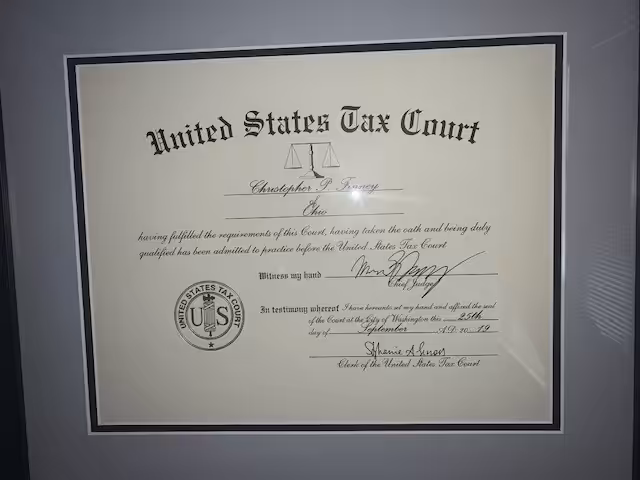 United States Tax Court
Christopher P. Franey
Ohio
having fulfilled the requirements of this Court, having taken the oath and being duly
qualified has been admitted to practice before the United States Tax Court
Witness my hand
Chief Judge
UNITED STATES TAX COURT
US
In testimony whereof I have hereunto set my hand and affixed the seal
of the Court at the City of Washington this 25th
day of September A.D. 20 19
Clerk of the United States Tax Court